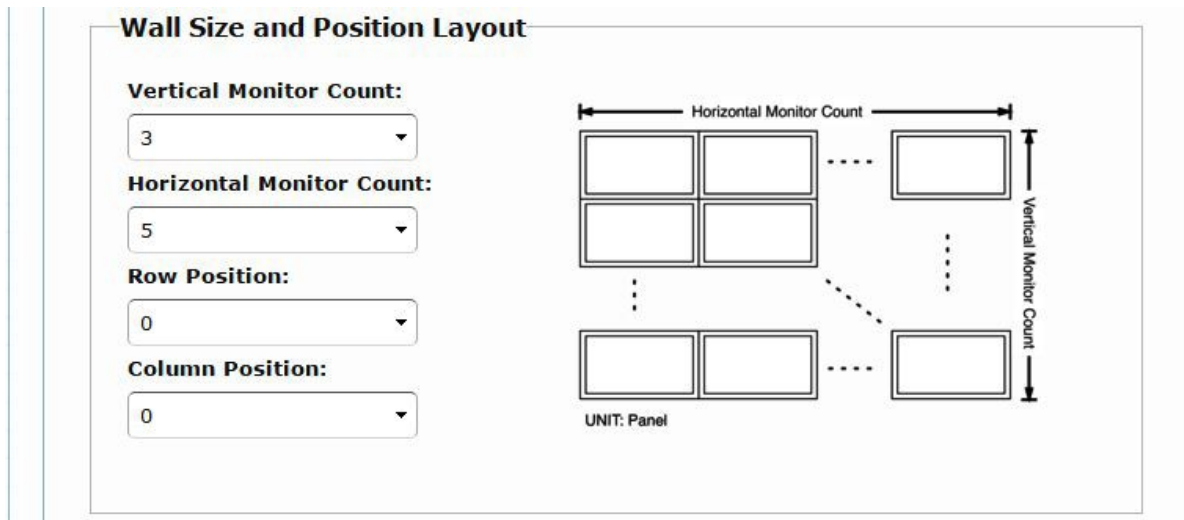 Wall Size and Position Layout
Vertical Monitor Count:
3
Horizontal Monitor Count:
5
Row Position:
0
Column Position:
0
Horizontal Monitor Count
Vertical Monitor Count
UNIT: Panel